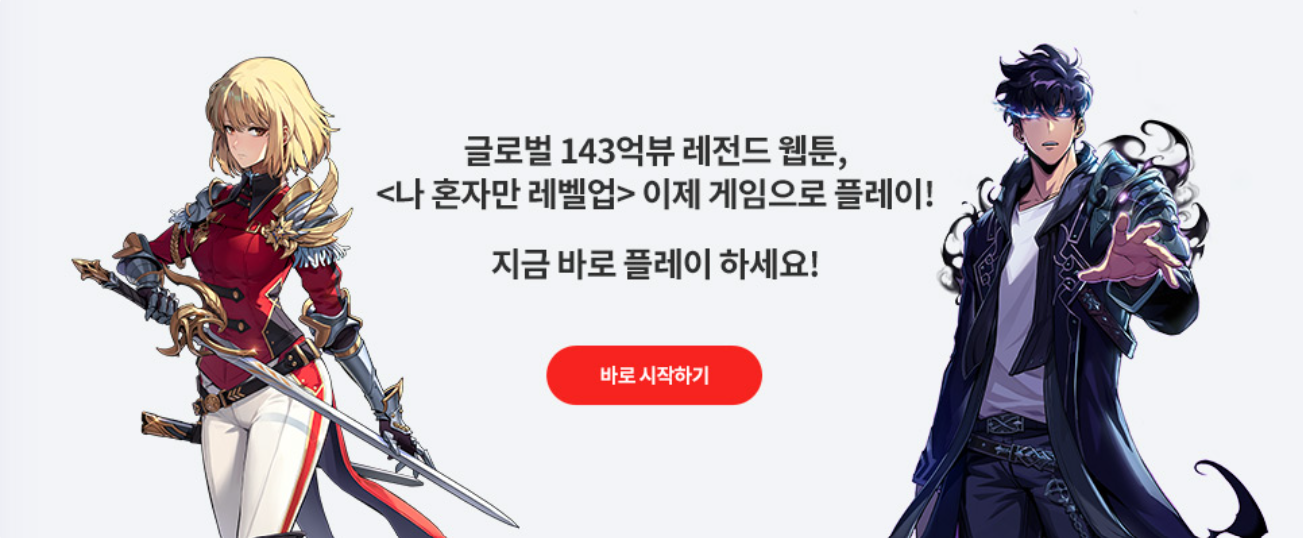 글로벌 143억뷰 레전드 웹툰,
<나 혼자만 레벨업> 이제 게임으로 플레이!
지금 바로 플레이 하세요!
바로 시작하기